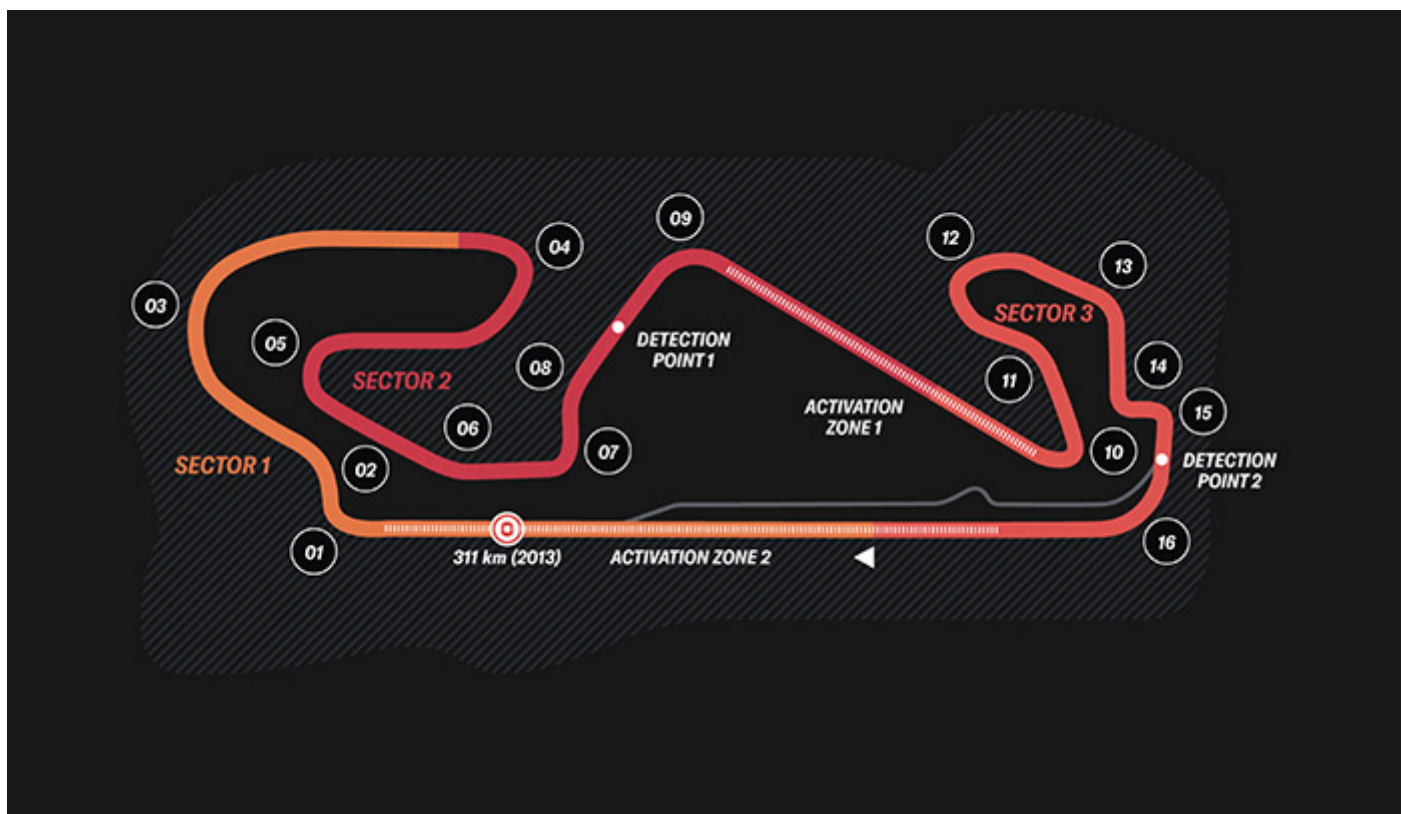 09
12
04
13
03
SECTOR 3
DETECTION
POINT 1
05
08
14
SECTOR 2
11
ACTIVATION
ZONE 1
15
06
07
10
SECTOR 1
02
DETECTION
POINT 2
01
311 km (2013)
ACTIVATION ZONE 2
16